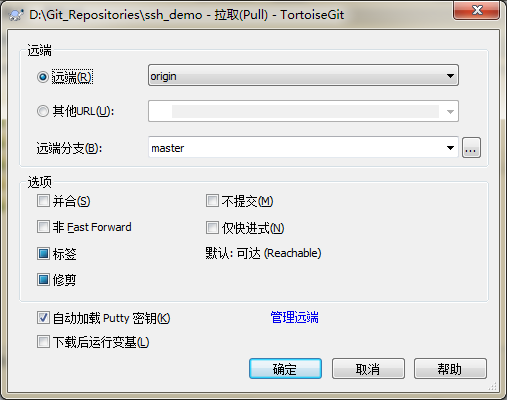 D:\Git_Repositories\ssh_demo - 拉取(Pull) - TortoiseGit
远端
远端(R)
origin
其他URL(U):
远端分支(B):
master
...
选项
并合(S)
不提交(M)
非 Fast Forward
仅快进式(N)
标签
默认: 可达 (Reachable)
修剪
自动加载 Putty 密钥(K)
管理远端
下载后运行变基(L)
确定
取消
帮助